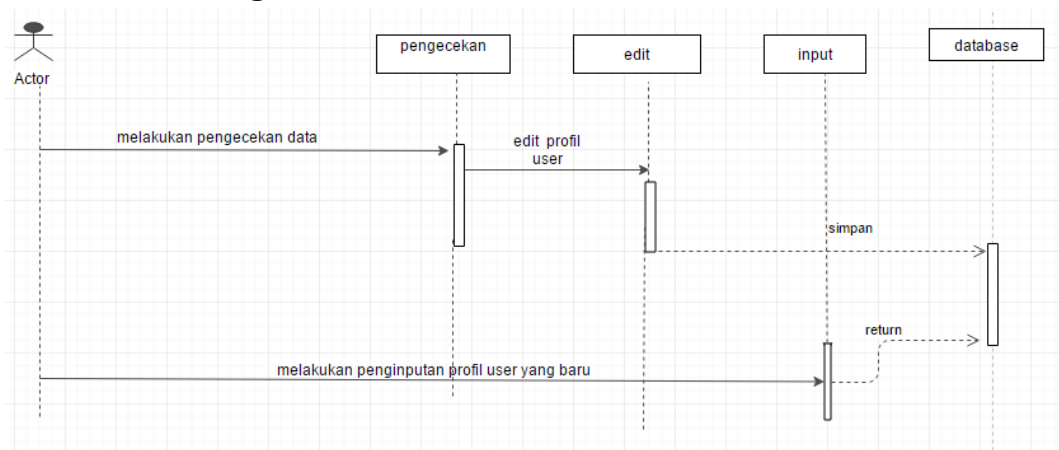 Actor
pengecekan
edit
input
database
melakukan pengecekan data
edit profil
user
simpan
return
melakukan penginputan profil user yang baru